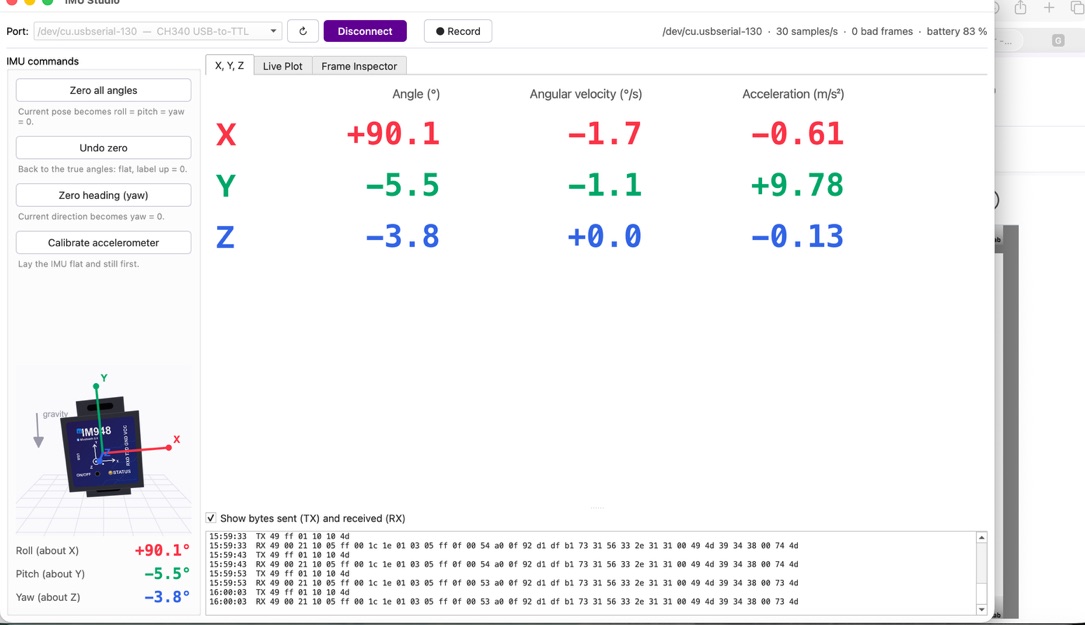 IMU Studio
Port:
/dev/cu.usbserial-130 — CH340 USB-to-TTL
Disconnect
Record
/dev/cu.usbserial-130 · 30 samples/s · 0 bad frames · battery 83 %
IMU commands
Zero all angles
Current pose becomes roll = pitch = yaw
= 0.
Undo zero
Back to the true angles: flat, label up = 0.
Zero heading (yaw)
Current direction becomes yaw = 0.
Calibrate accelerometer
Lay the IMU flat and still first.
X, Y, Z
Live Plot
Frame Inspector
Angle (°) Angular velocity (°/s) Acceleration (m/s²)
X +90.1 −1.7 −0.61
Y −5.5 −1.1 +9.78
Z −3.8 +0.0 −0.13
Y
gravity
X
IM948
ON/OFF
STATUS
Roll (about X) +90.1°
Pitch (about Y) −5.5°
Yaw (about Z) −3.8°
Show bytes sent (TX) and received (RX)
15:59:33 TX 49 ff 01 10 10 4d
15:59:33 RX 49 00 21 10 05 ff 00 1c 1e 01 03 05 ff 0f 00 54 a0 0f 92 d1 df b1 73 31 56 33 2e 31 31 00 49 4d 39 34 38 00 74 4d
15:59:43 TX 49 ff 01 10 10 4d
15:59:43 RX 49 00 21 10 05 ff 00 1c 1e 01 03 05 ff 0f 00 54 a0 0f 92 d1 df b1 73 31 56 33 2e 31 31 00 49 4d 39 34 38 00 74 4d
15:59:53 TX 49 ff 01 10 10 4d
15:59:53 RX 49 00 21 10 05 ff 00 1c 1e 01 03 05 ff 0f 00 53 a0 0f 92 d1 df b1 73 31 56 33 2e 31 31 00 49 4d 39 34 38 00 73 4d
16:00:03 TX 49 ff 01 10 10 4d
16:00:03 RX 49 00 21 10 05 ff 00 1c 1e 01 03 05 ff 0f 00 53 a0 0f 92 d1 df b1 73 31 56 33 2e 31 31 00 49 4d 39 34 38 00 73 4d
G